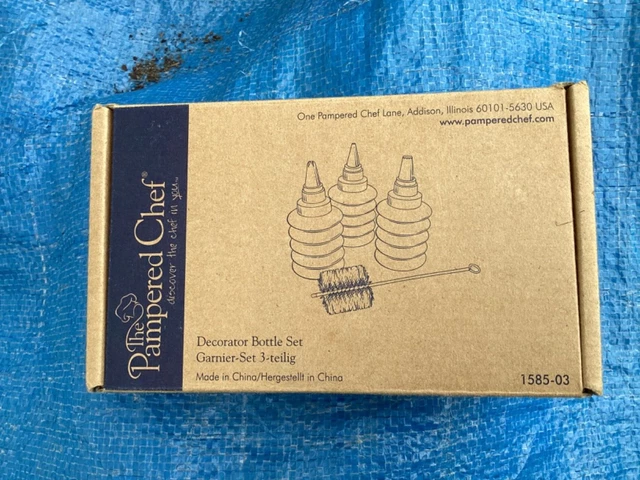 One Pampered Chef Lane, Addison, Illinois 60101-5630 USA
www.pamperedchef.com
The
Pampered Chef®
discover the chef in you™
Decorator Bottle Set
Garnier-Set 3-teilig
Made in China/Hergestellt in China
1585-03